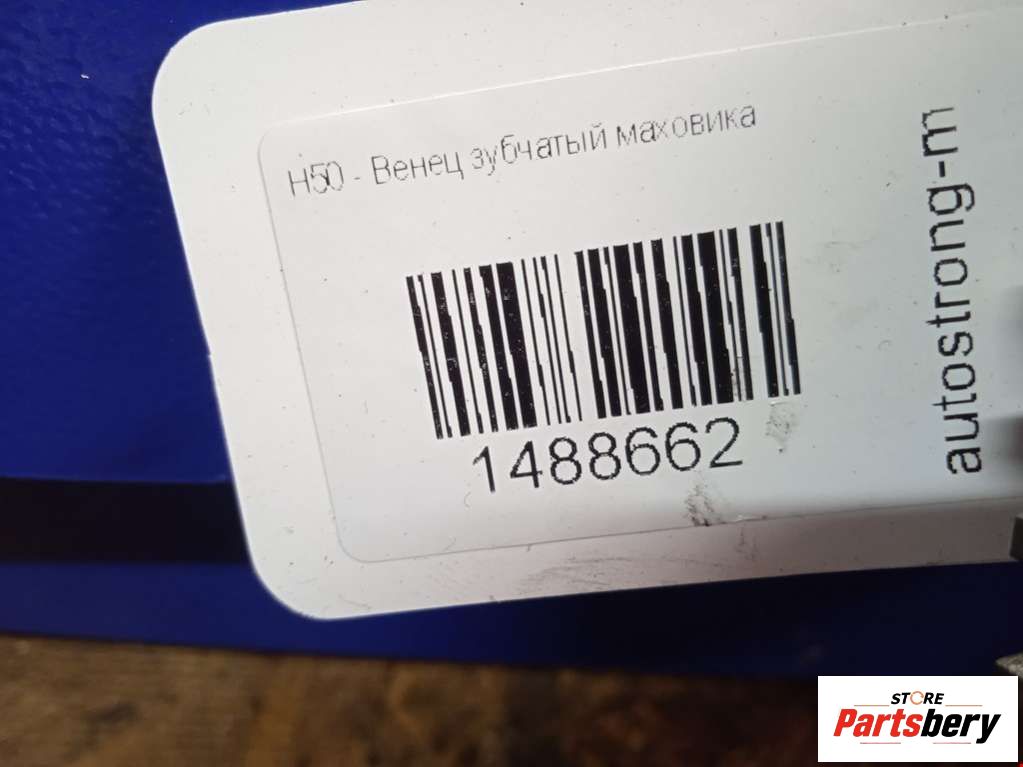 H50 - Венец зубчатый маховика
1488662
autostrong-m
STORE
Partsbery